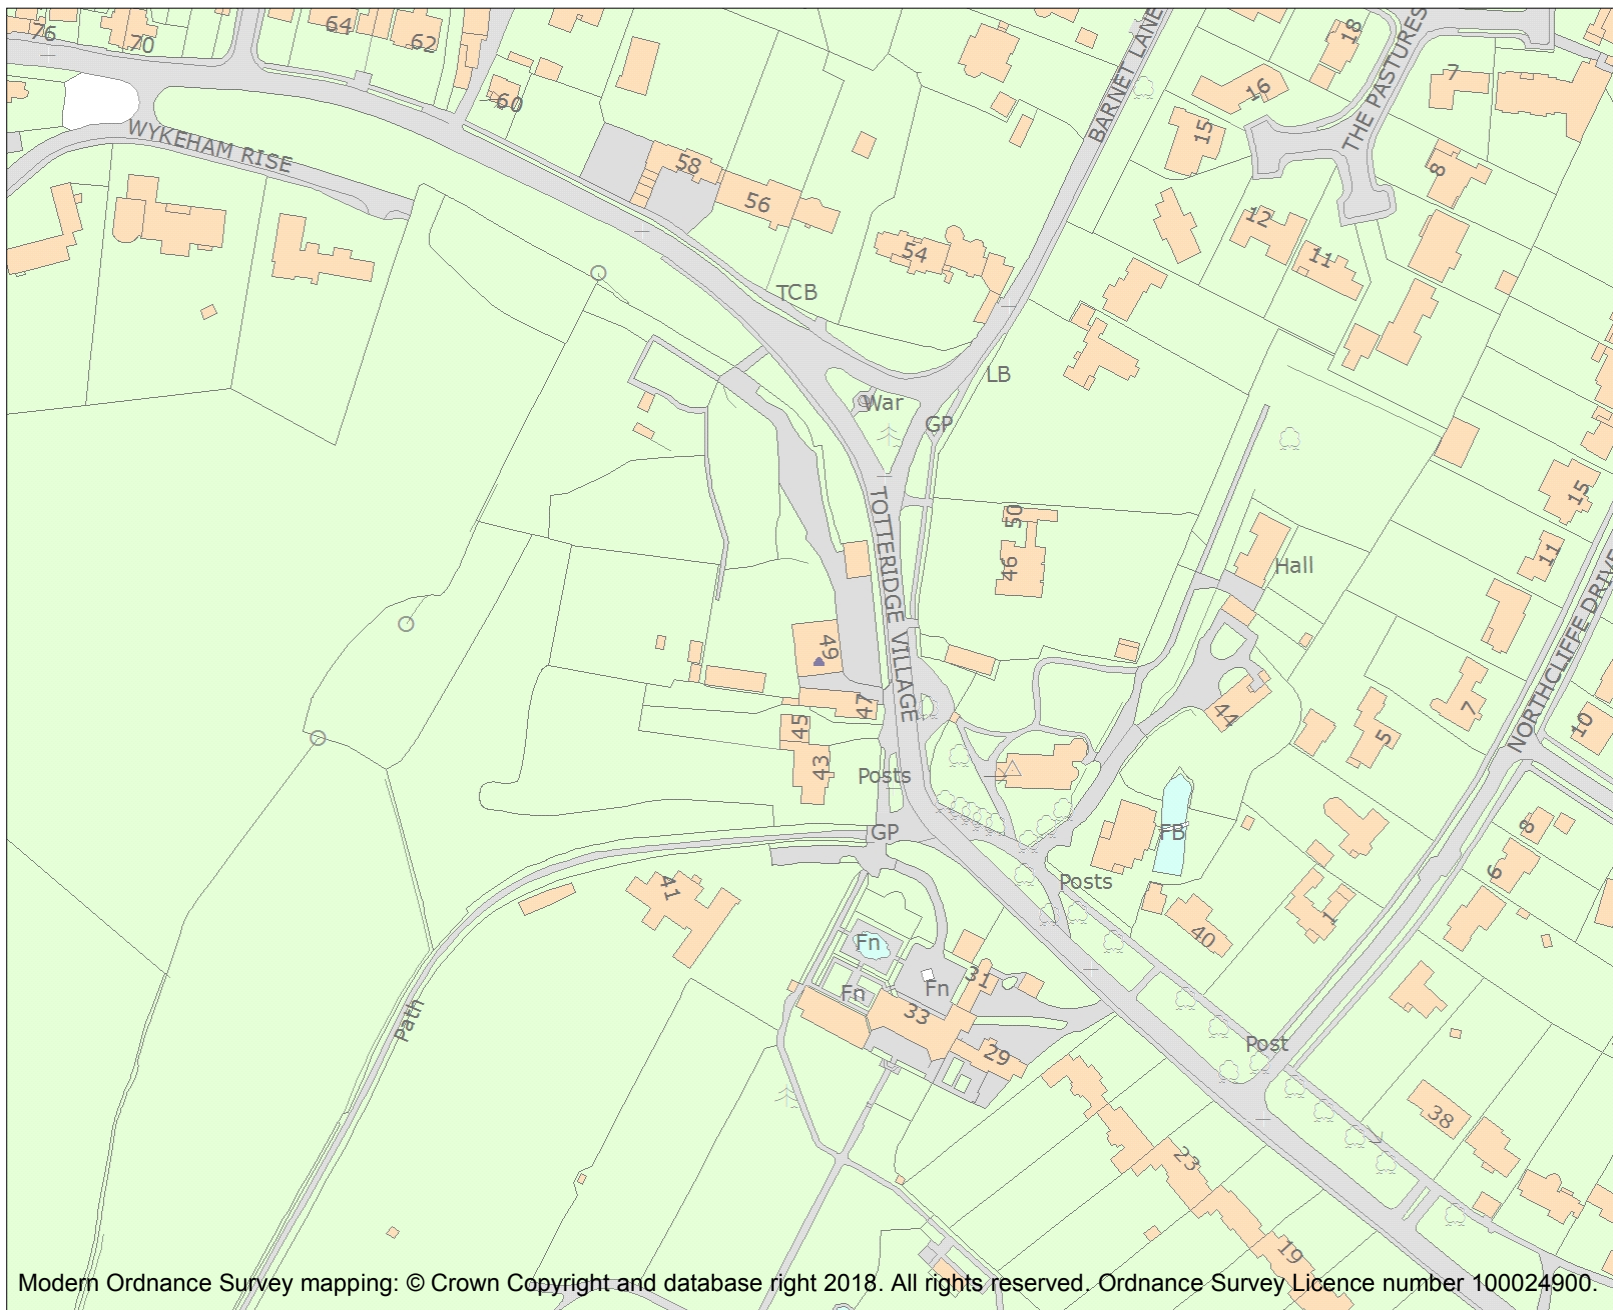 76
70
64
62
60
WYKEHAM RISE
58
56
54
TCB
BARNET LANE
18
16
15
THE PASTURES
7
8
12
11
LB
War
GP
TOTTERIDGE VILLAGE
50
46
Hall
15
11
NORTHCLIFFE DRIVE
49
47
45
43
Posts
44
7
5
10
GP
FB
8
6
Posts
41
1
40
Fn
Fn
Fn
31
33
29
Path
Post
38
23
19
Modern Ordnance Survey mapping: © Crown Copyright and database right 2018. All rights reserved. Ordnance Survey Licence number 100024900.